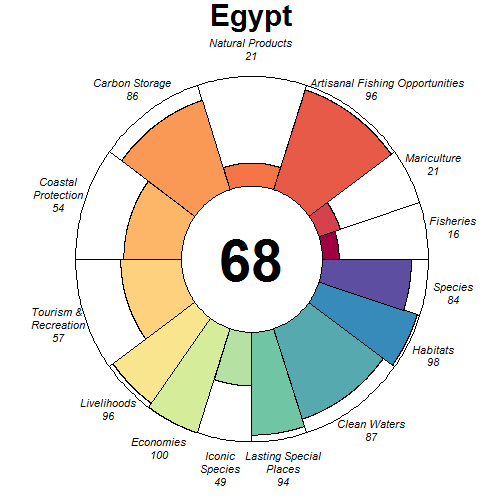 Egypt
Natural Products
21
Carbon Storage
86
Artisanal Fishing Opportunities
96
Mariculture
21
Coastal
Protection
54
Fisheries
16
68
Species
84
Tourism &
Recreation
57
Habitats
98
Livelihoods
96
Clean Waters
87
Economies
100
Iconic
Species
49
Lasting Special
Places
94